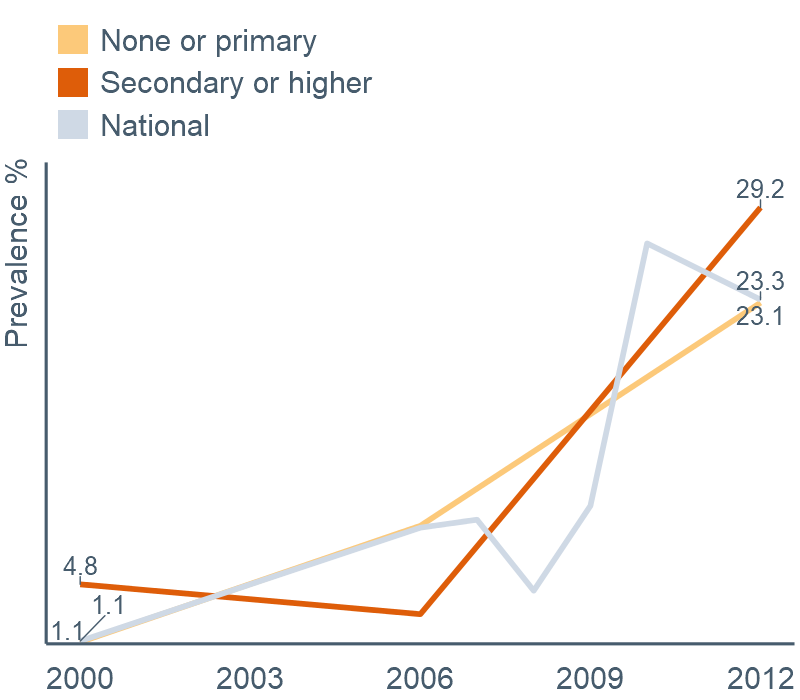 None or primary
Secondary or higher
National
Prevalence %
29.2
23.3
23.1
4.8
1.1
1.1
2000 2003 2006 2009 2012